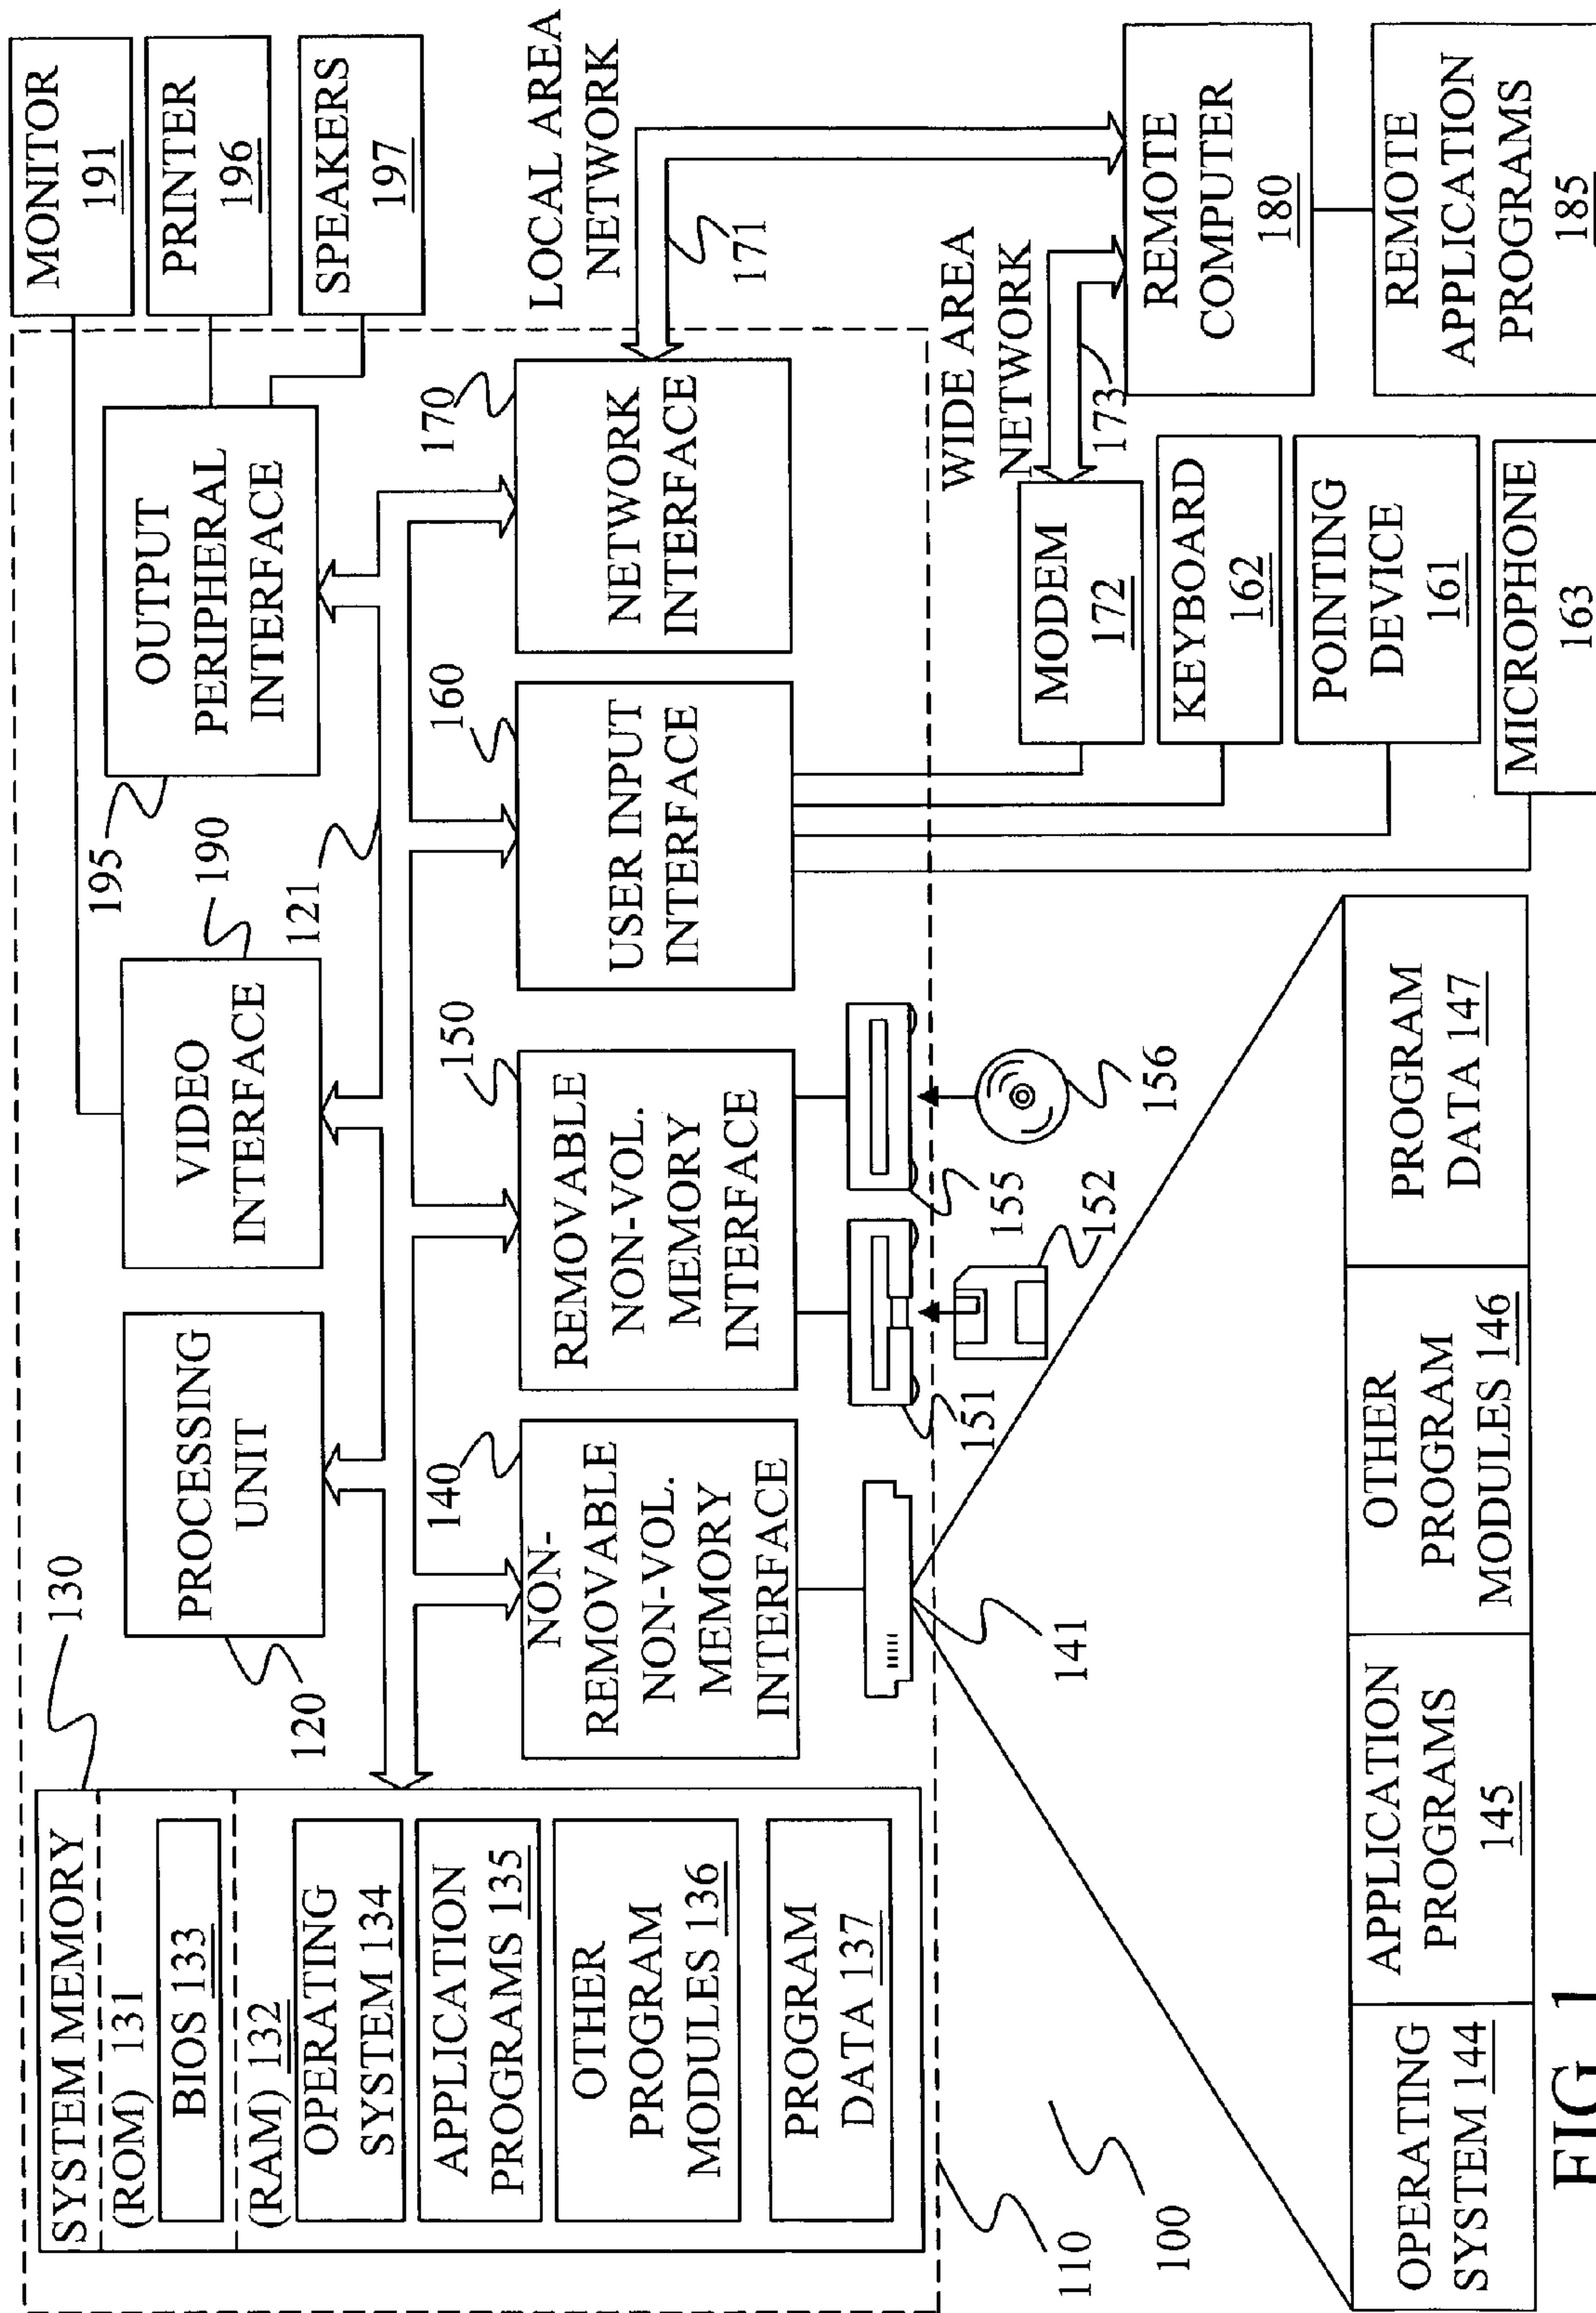 SYSTEM MEMORY
(ROM) 131
BIOS 133
(RAM) 132
OPERATING
SYSTEM 134
APPLICATION
PROGRAMS 135
OTHER
PROGRAM
MODULES 136
PROGRAM
DATA 137
130
PROCESSING
UNIT
120
VIDEO
INTERFACE
190
121
OUTPUT
PERIPHERAL
INTERFACE
195
MONITOR
191
PRINTER
196
SPEAKERS
197
NON-
REMOVABLE
NON-VOL.
MEMORY
INTERFACE
140
REMOVABLE
NON-VOL.
MEMORY
INTERFACE
150
USER INPUT
INTERFACE
160
NETWORK
INTERFACE
170
LOCAL AREA
NETWORK
171
141
151
152
155
156
WIDE AREA
NETWORK
173
MODEM
172
KEYBOARD
162
POINTING
DEVICE
161
MICROPHONE
163
REMOTE
COMPUTER
180
REMOTE
APPLICATION
PROGRAMS
185
110
100
OPERATING
SYSTEM 144
APPLICATION
PROGRAMS
145
OTHER
PROGRAM
MODULES 146
PROGRAM
DATA 147
FIG. 1